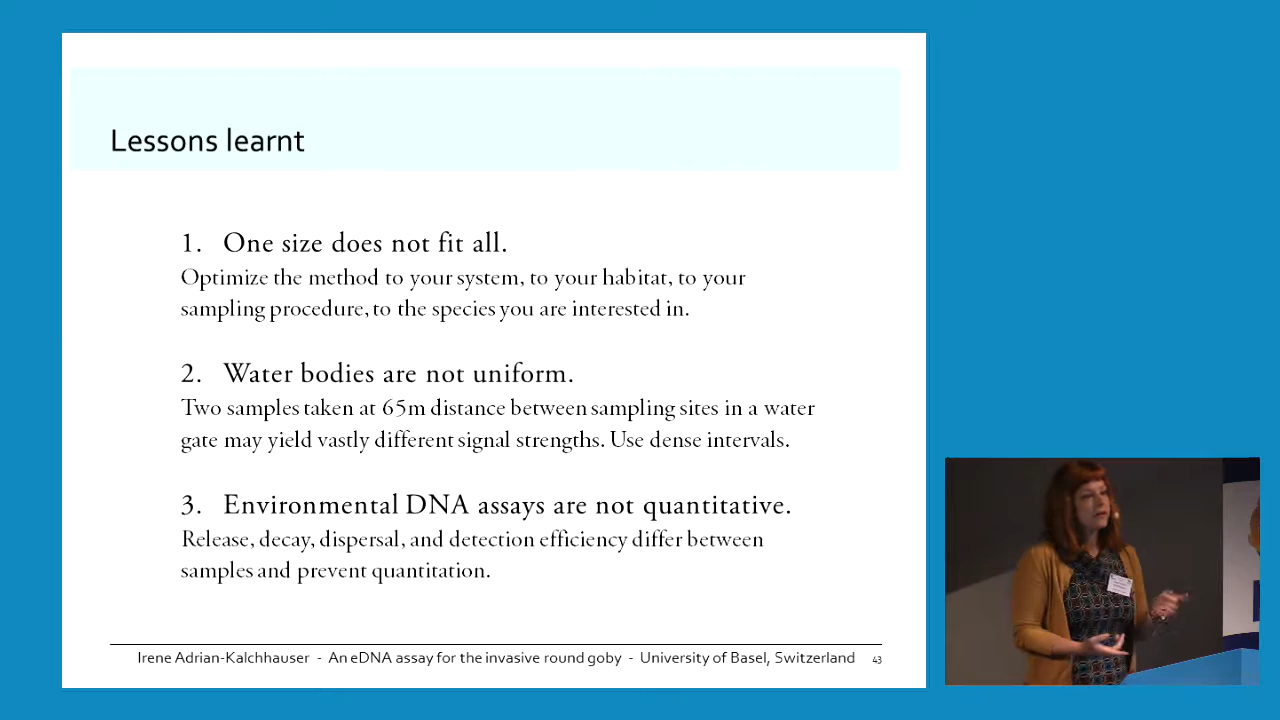 Lessons learnt
1. One size does not fit all.
Optimize the method to your system, to your habitat, to your
sampling procedure, to the species you are interested in.
2. Water bodies are not uniform.
Two samples taken at 65m distance between sampling sites in a water
gate may yield vastly different signal strengths. Use dense intervals.
3. Environmental DNA assays are not quantitative.
Release, decay, dispersal, and detection efficiency differ between
samples and prevent quantitation.
Irene Adrian-Kalchhauser - An eDNA assay for the invasive round goby - University of Basel, Switzerland 43